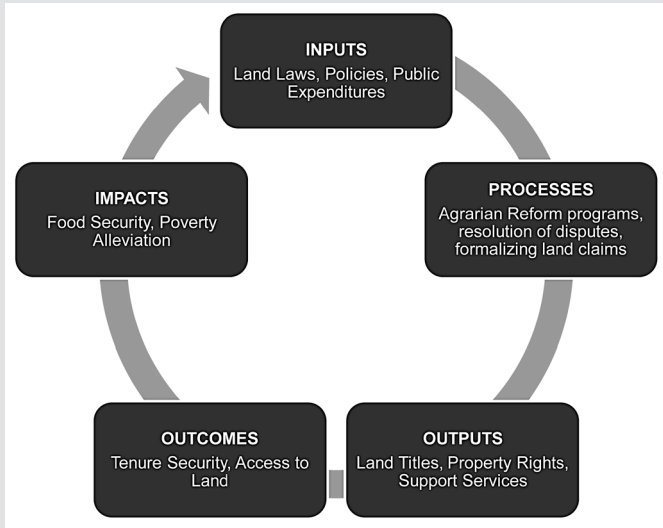 INPUTS
Land Laws, Policies, Public
Expenditures
PROCESSES
Agrarian Reform programs,
resolution of disputes,
formalizing land claims
OUTPUTS
Land Titles, Property Rights,
Support Services
OUTCOMES
Tenure Security, Access to
Land
IMPACTS
Food Security, Poverty
Alleviation